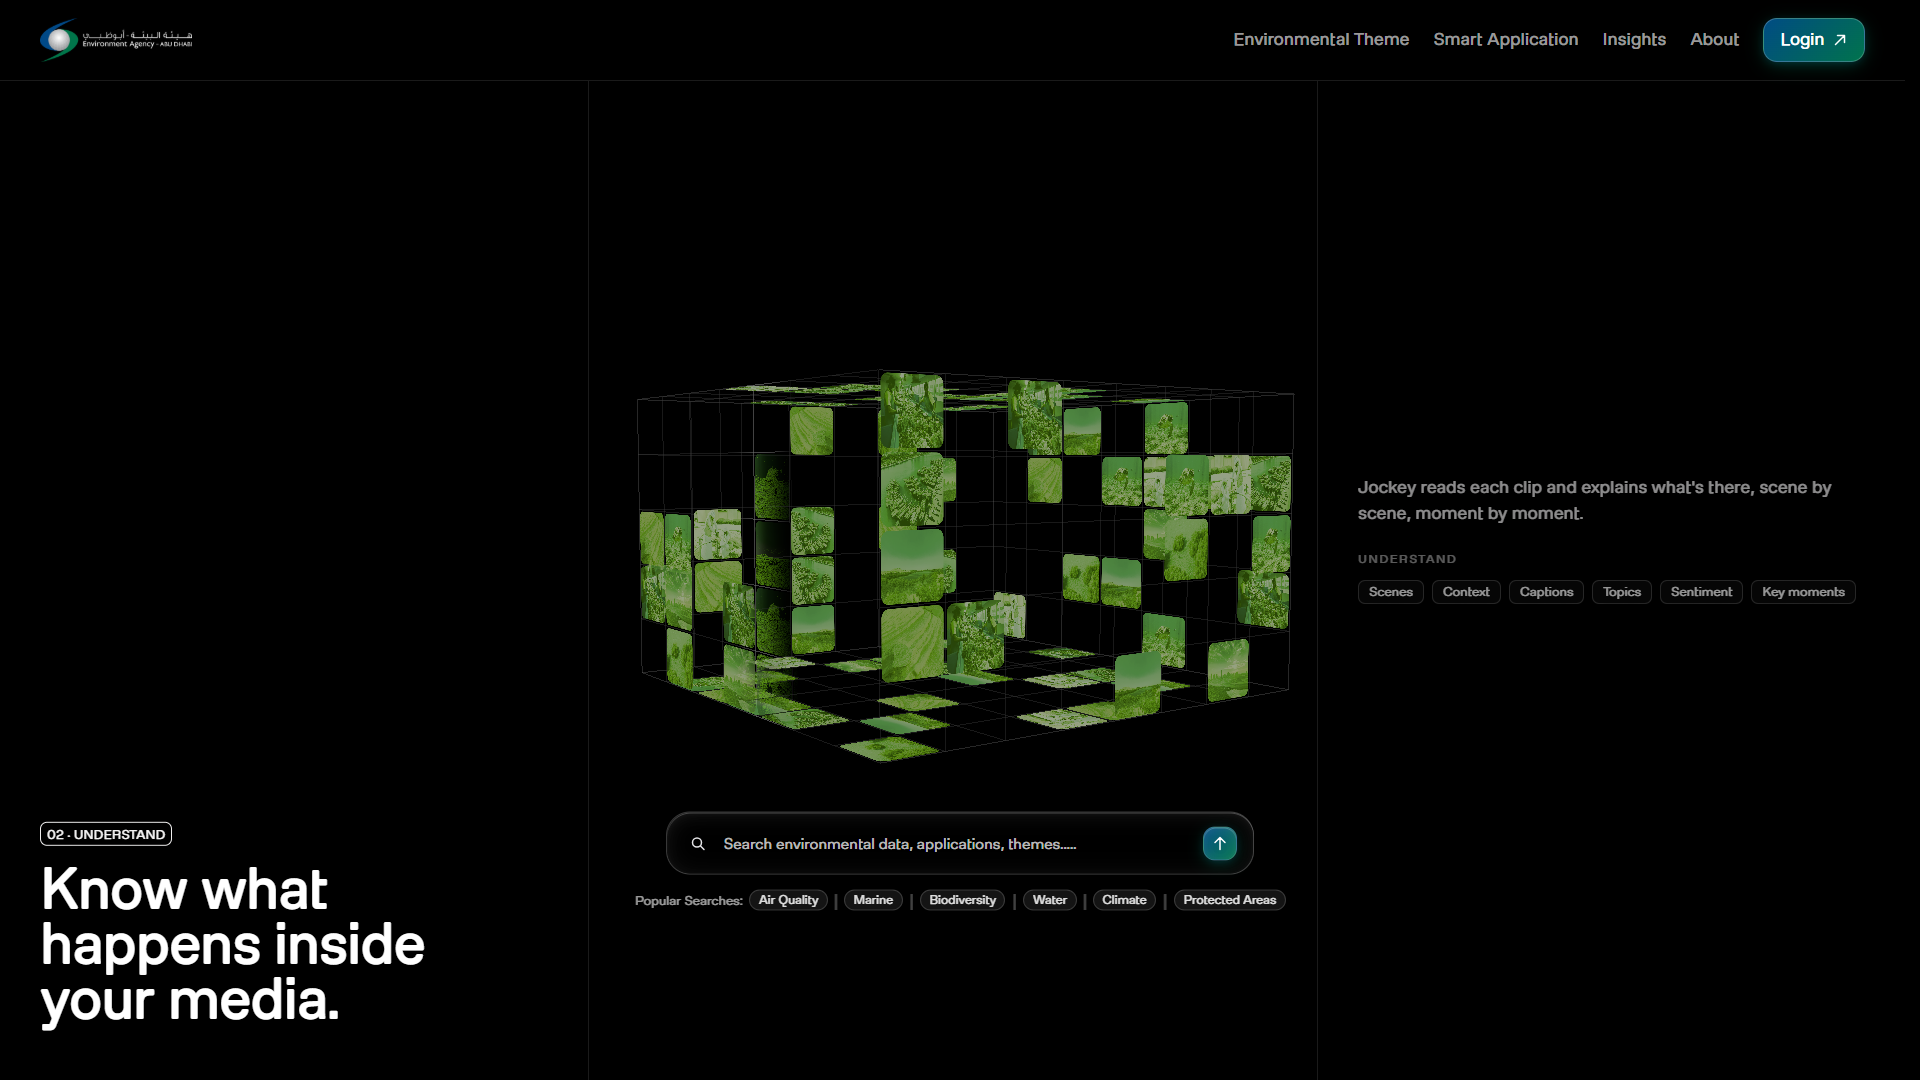 هيئة البيئة - أبوظبي
Environment Agency - ABU DHABI
Environmental Theme
Smart Application
Insights
About
Login
Jockey reads each clip and explains what's there, scene by
scene, moment by moment.
UNDERSTAND
Scenes
Context
Captions
Topics
Sentiment
Key moments
Search environmental data, applications, themes.....
Popular Searches: Air Quality | Marine | Biodiversity | Water | Climate | Protected Areas
02 - UNDERSTAND
Know what
happens inside
your media.